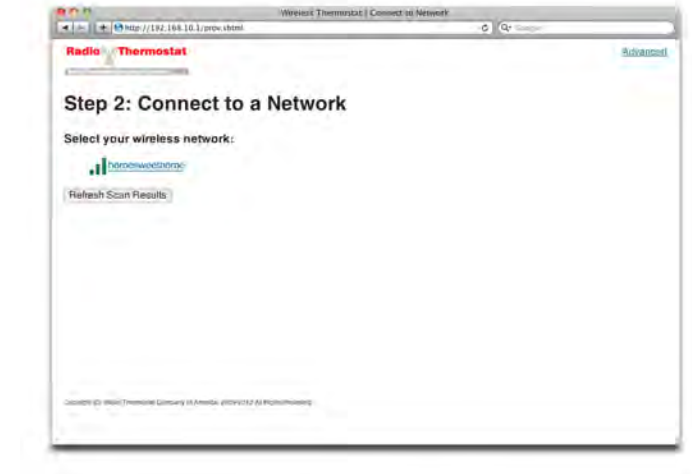 Wireless Thermostat | Connect to Network
http://192.168.10.1/prov.shtml
Radio Thermostat
Advanced
Step 2: Connect to a Network
Select your wireless network:
homesweethome
Refresh Scan Results